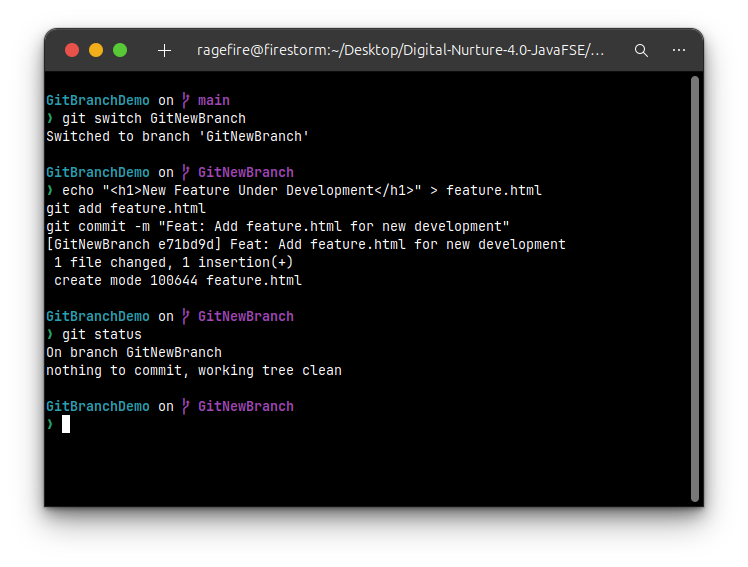 ragefire@firestorm:~/Desktop/Digital-Nurture-4.0-JavaFSE/...
GitBranchDemo on main
❯ git switch GitNewBranch
Switched to branch 'GitNewBranch'
GitBranchDemo on GitNewBranch
❯ echo "<h1>New Feature Under Development</h1>" > feature.html
git add feature.html
git commit -m "Feat: Add feature.html for new development"
[GitNewBranch e71bd9d] Feat: Add feature.html for new development
1 file changed, 1 insertion(+)
create mode 100644 feature.html
GitBranchDemo on GitNewBranch
❯ git status
On branch GitNewBranch
nothing to commit, working tree clean
GitBranchDemo on GitNewBranch
❯